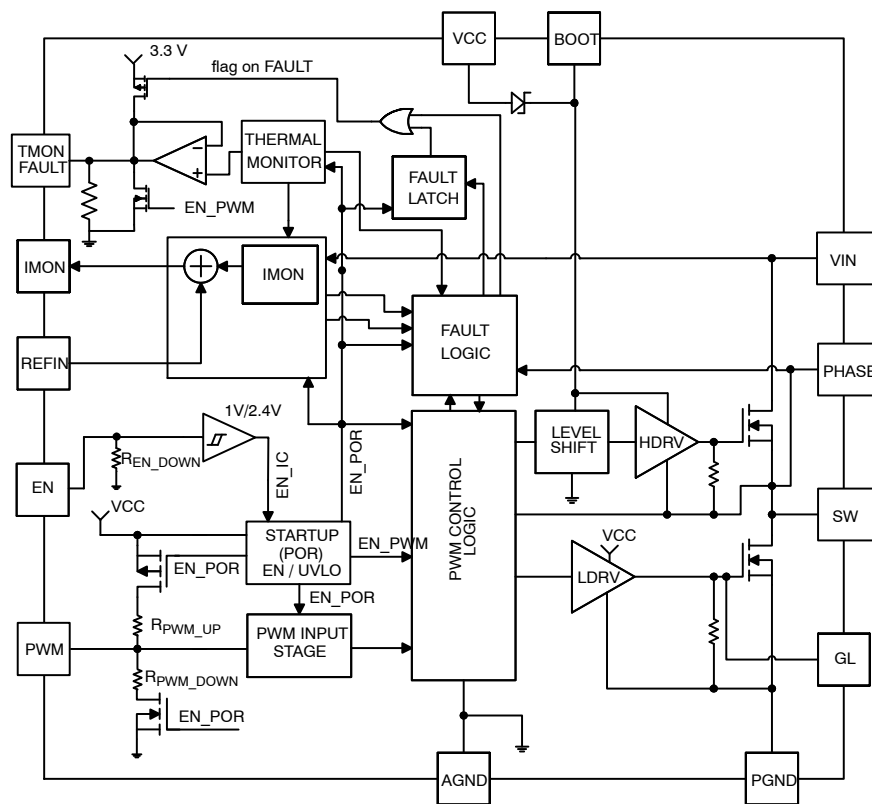 VCC
BOOT
3.3 V
flag on FAULT
TMON
FAULT
THERMAL
MONITOR
FAULT
LATCH
EN_PWM
IMON
IMON
VIN
REFIN
FAULT
LOGIC
PHASE
1V/2.4V
REN_DOWN
EN
EN_IC
EN_POR
LEVEL
SHIFT
HDRV
VCC
SW
STARTUP
(POR)
EN / UVLO
EN_PWM
PWM CONTROL
LOGIC
VCC
LDRV
EN_POR
EN_POR
RPWM_UP
PWM
PWM INPUT
STAGE
GL
RPWM_DOWN
EN_POR
AGND
PGND